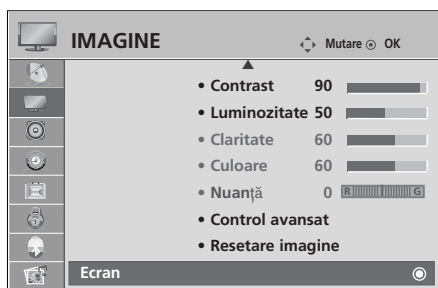 IMAGINE Mutare OK
• Contrast 90
• Luminozitate 50
• Claritate 60
• Culoare 60
• Nuanță 0 R G
• Control avansat
• Resetare imagine
Ecran